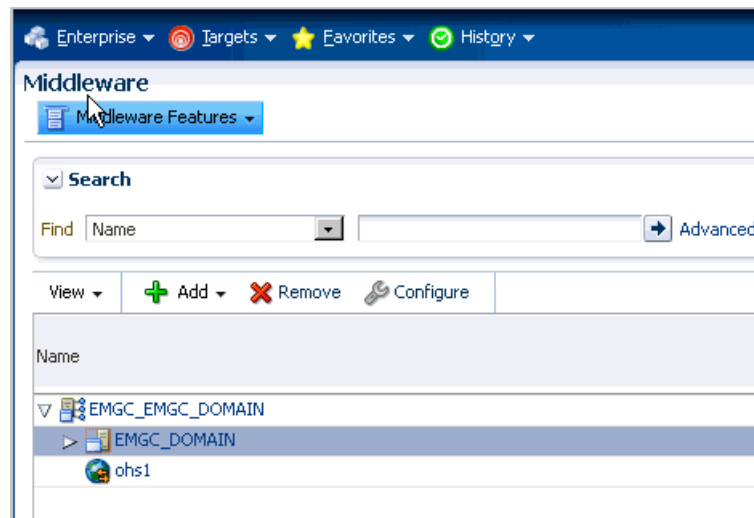 Enterprise Targets Favorites History
Middleware
Middleware Features
Search
Find Name Advanced
View Add Remove Configure
Name
EMGC_EMGC_DOMAIN
EMGC_DOMAIN
ohs1